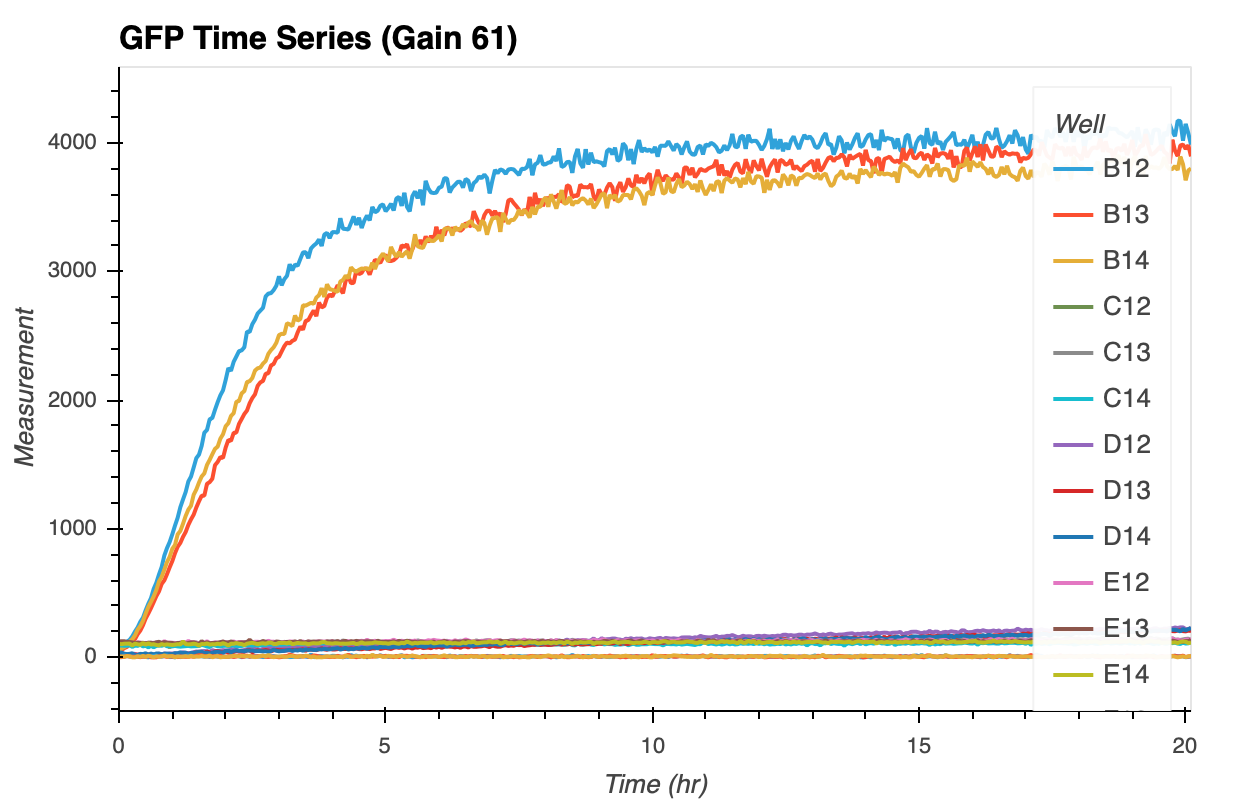 GFP Time Series (Gain 61)
4000
3000
2000
1000
0
Measurement
Well
B12
B13
B14
C12
C13
C14
D12
D13
D14
E12
E13
E14
0 5 10 15 20
Time (hr)